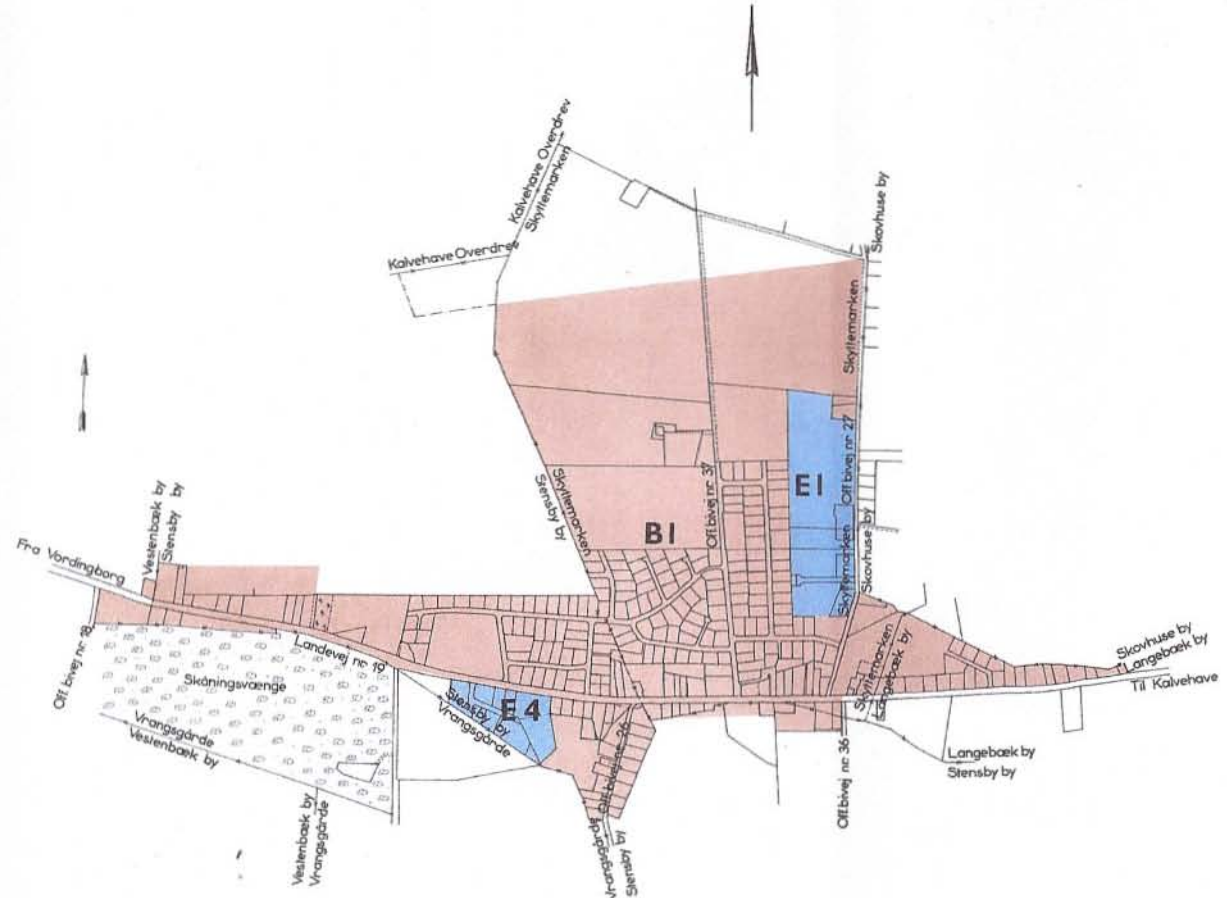 Kalvehave Overdrev
Skyttemarken
Kalvehave Overdrev
Skovhuse by
Skyttemarken
Off. bivej nr 27
E1
Off. bivej nr 37
Skyttemarken
Stensby by
B1
Skyttemarken
Skovhuse by
Vestenbæk by
Stensby by
Fra Vordingborg
Off. bivej nr. 18
Landevej nr. 19
Skåningsvænge
Vrangsgårde
Vestenbæk by
E4
Stensby by
Vrangsgårde
Off. bivej nr. 26
Skyttemarken
Langebæk by
Skovhuse by
Langebæk by
Til Kalvehave
Off. bivej nr. 36
Langebæk by
Stensby by
Vestenbæk by
Vrangsgårde
Vrangsgårde
Stensby by